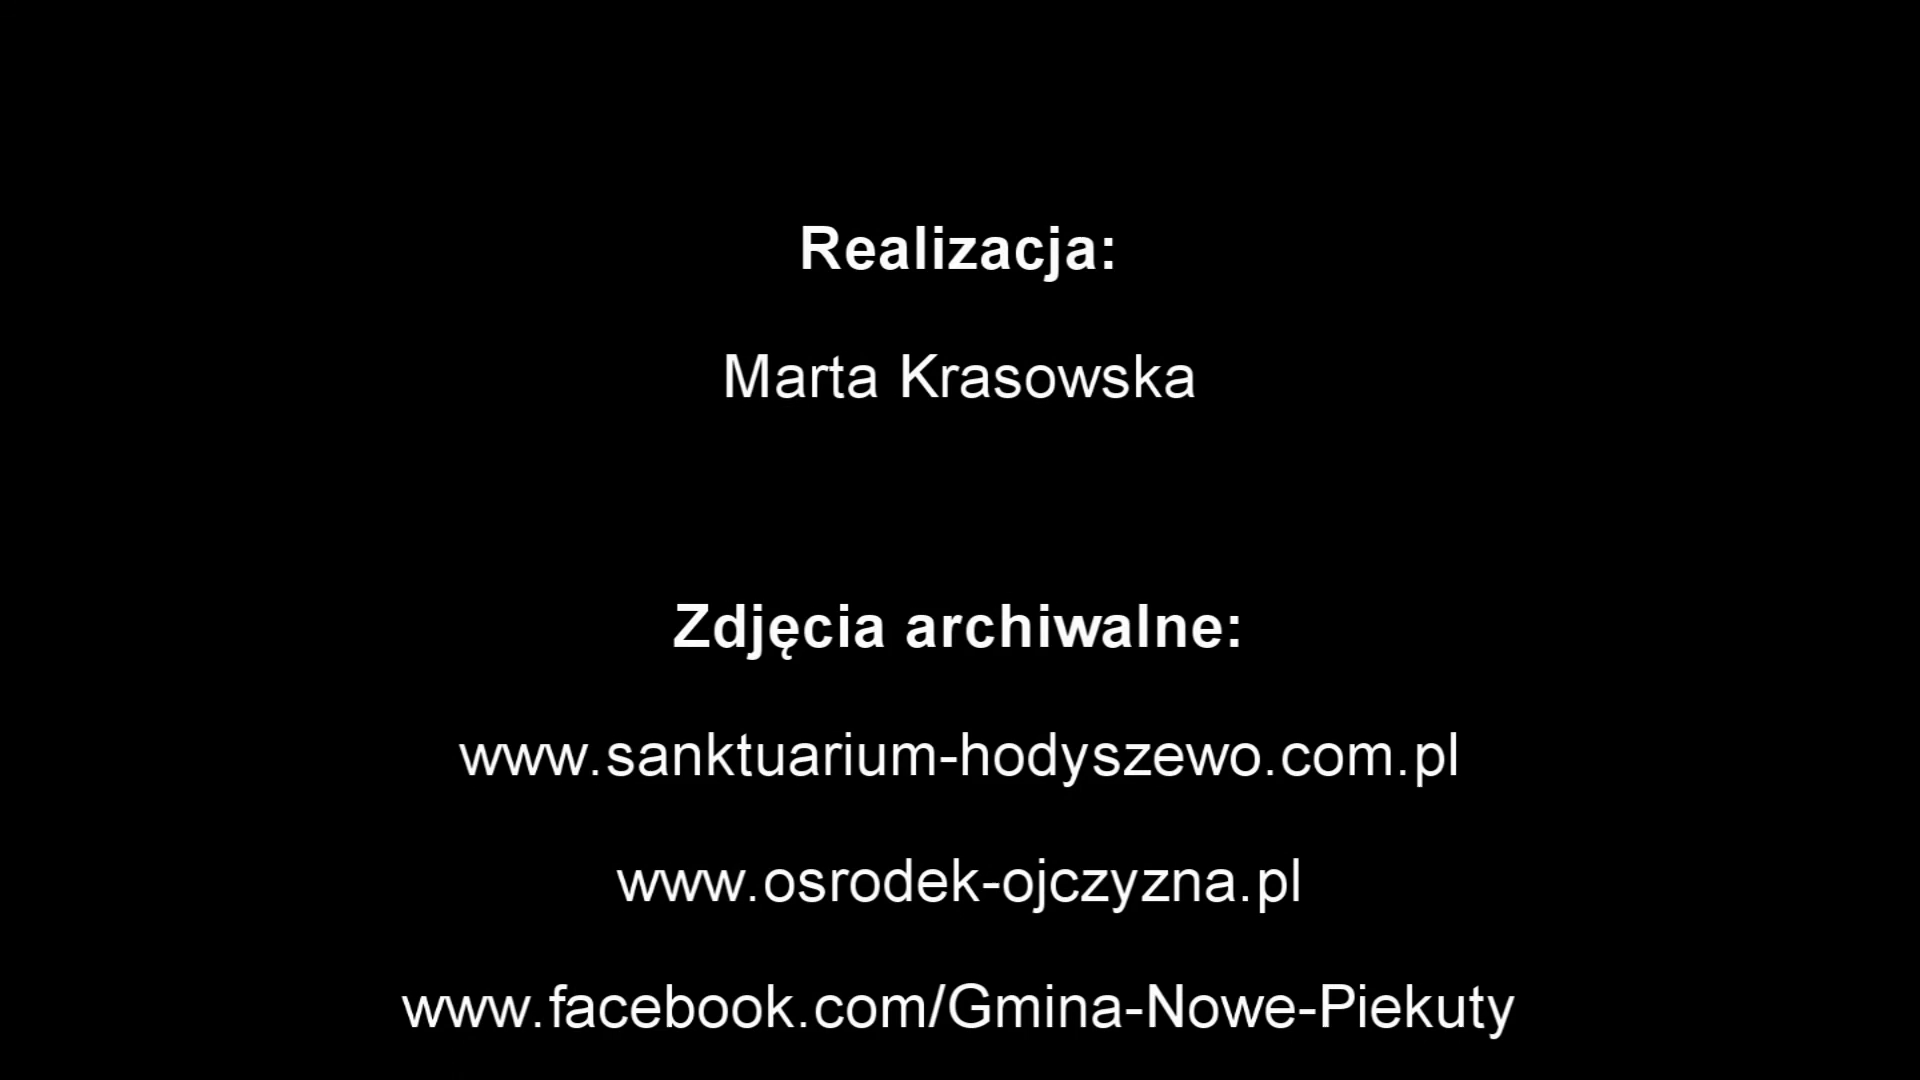 Realizacja:
Marta Krasowska
Zdjęcia archiwalne:
www.sanktuarium-hodyszewo.com.pl
www.osrodek-ojczyzna.pl
www.facebook.com/Gmina-Nowe-Piekuty